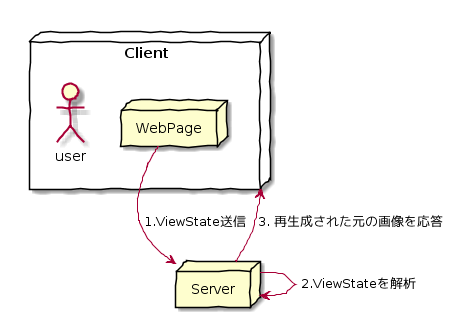 Client
WebPage
user
1.ViewState送信
3. 再生成された元の画像を応答
Server
2.ViewStateを解析